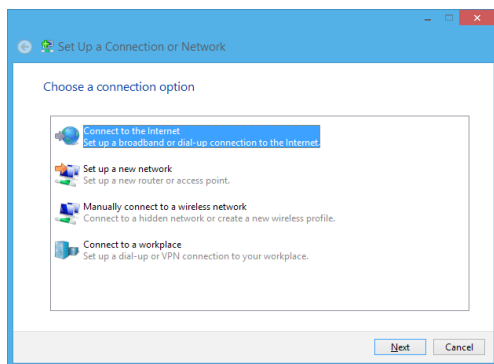 Set Up a Connection or Network
Choose a connection option
Connect to the Internet
Set up a broadband or dial-up connection to the Internet.
Set up a new network
Set up a new router or access point.
Manually connect to a wireless network
Connect to a hidden network or create a new wireless profile.
Connect to a workplace
Set up a dial-up or VPN connection to your workplace.
Next Cancel